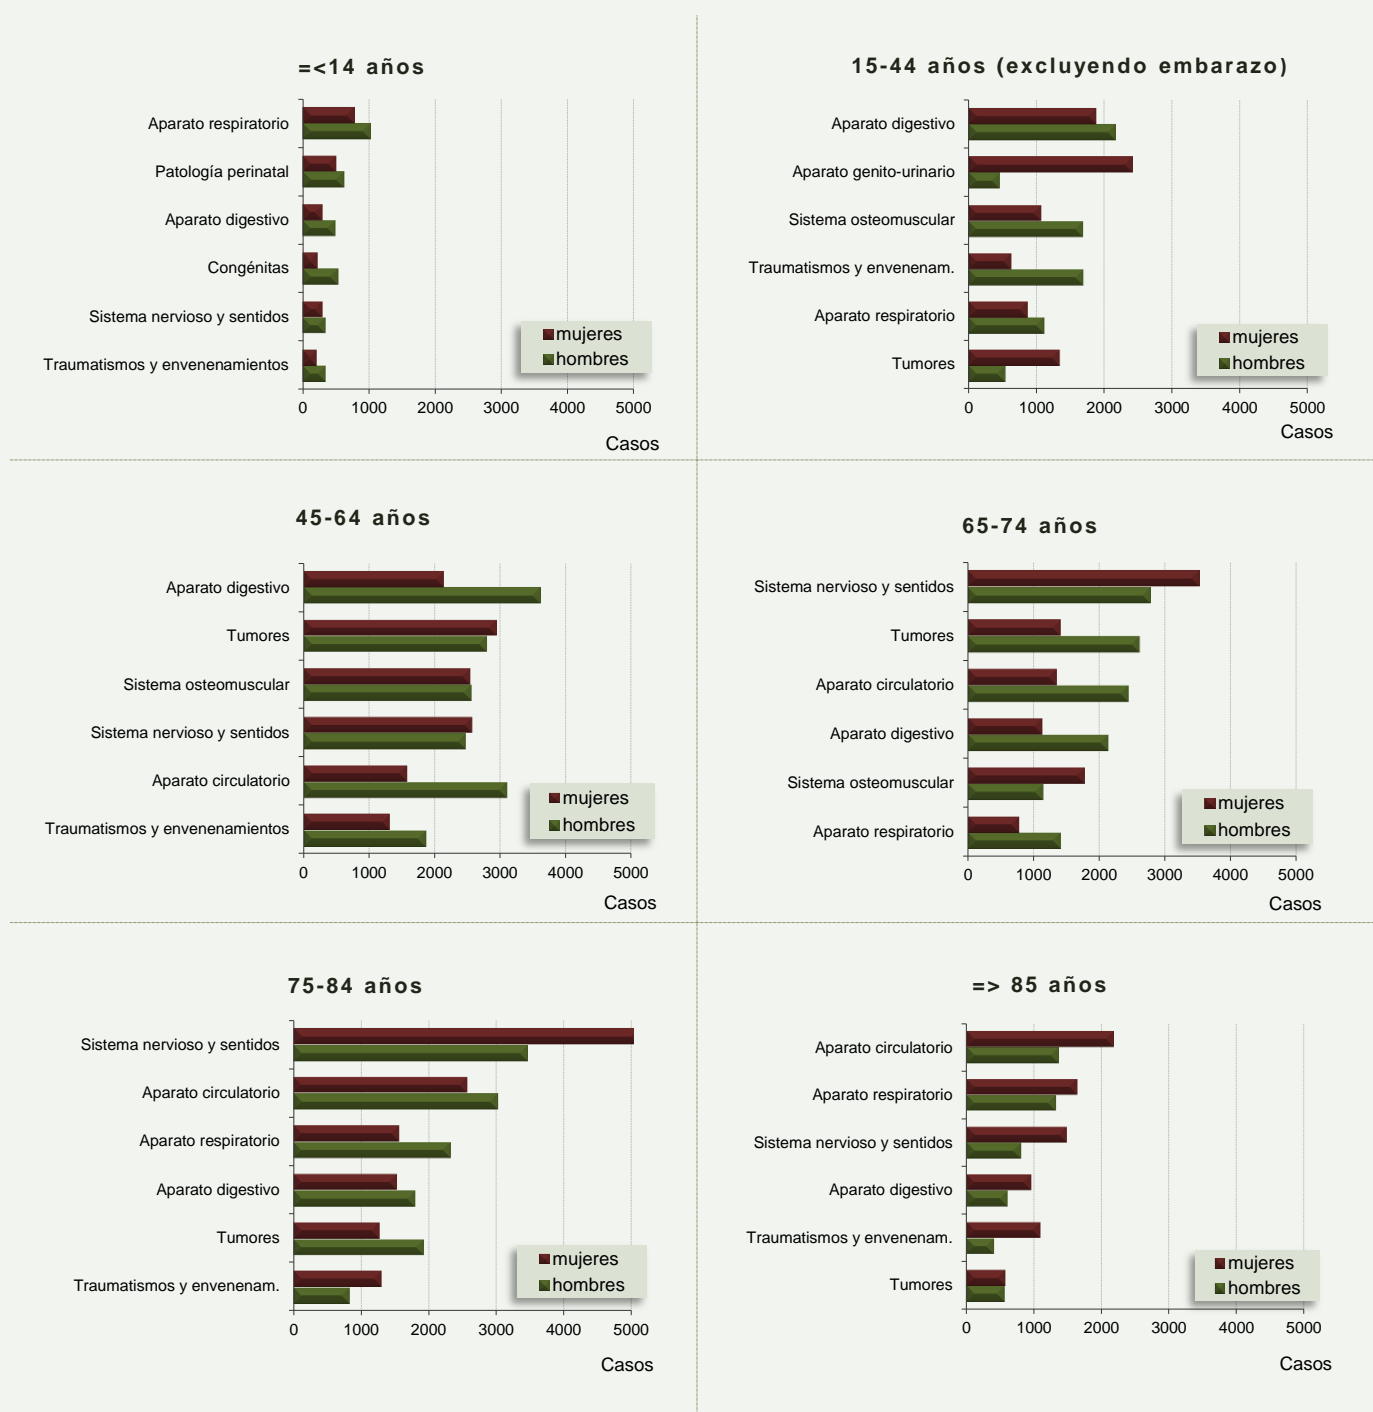 =<14 años
Aparato respiratorio
Patología perinatal
Aparato digestivo
Congénitas
Sistema nervioso y sentidos
Traumatismos y envenenamientos
mujeres
hombres
0 1000 2000 3000 4000 5000
Casos
15-44 años (excluyendo embarazo)
Aparato digestivo
Aparato genito-urinario
Sistema osteomuscular
Traumatismos y envenenam.
Aparato respiratorio
Tumores
mujeres
hombres
0 1000 2000 3000 4000 5000
Casos
45-64 años
Aparato digestivo
Tumores
Sistema osteomuscular
Sistema nervioso y sentidos
Aparato circulatorio
Traumatismos y envenenamientos
mujeres
hombres
0 1000 2000 3000 4000 5000
Casos
65-74 años
Sistema nervioso y sentidos
Tumores
Aparato circulatorio
Aparato digestivo
Sistema osteomuscular
Aparato respiratorio
mujeres
hombres
0 1000 2000 3000 4000 5000
Casos
75-84 años
Sistema nervioso y sentidos
Aparato circulatorio
Aparato respiratorio
Aparato digestivo
Tumores
Traumatismos y envenenam.
mujeres
hombres
0 1000 2000 3000 4000 5000
Casos
=> 85 años
Aparato circulatorio
Aparato respiratorio
Sistema nervioso y sentidos
Aparato digestivo
Traumatismos y envenenam.
Tumores
mujeres
hombres
0 1000 2000 3000 4000 5000
Casos